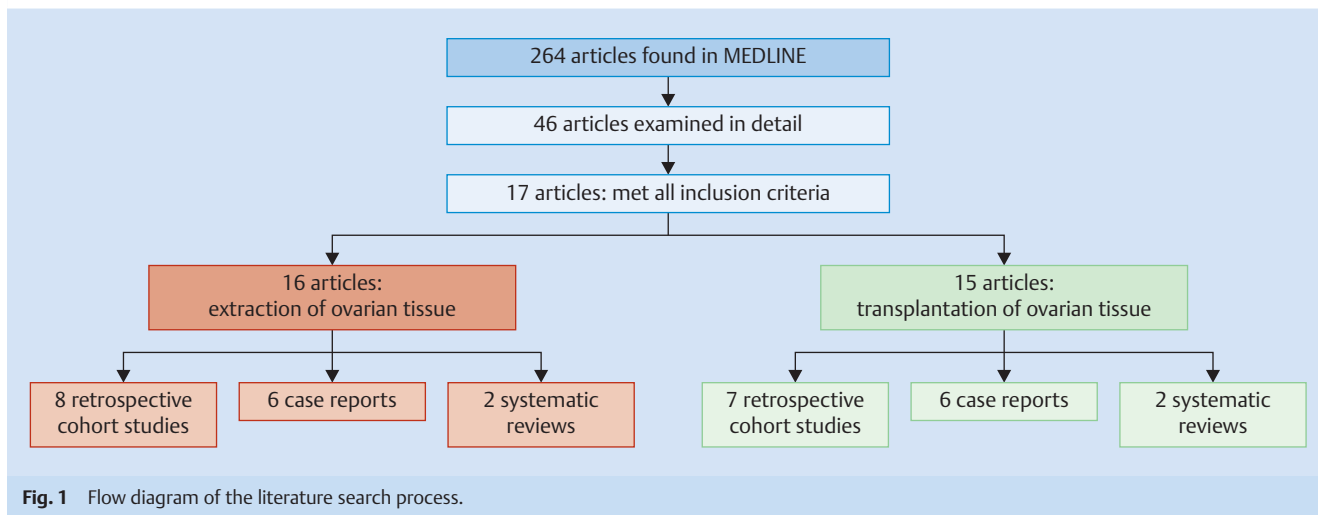 264 articles found in MEDLINE
46 articles examined in detail
17 articles: met all inclusion criteria
16 articles:
extraction of ovarian tissue
15 articles:
transplantation of ovarian tissue
8 retrospective
cohort studies
6 case reports
2 systematic
reviews
7 retrospective
cohort studies
6 case reports
2 systematic
reviews
Fig. 1 Flow diagram of the literature search process.